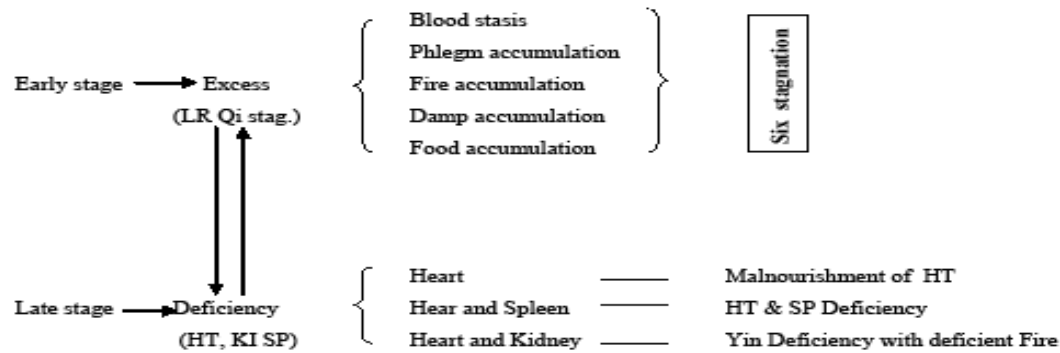 Blood stasis
Phlegm accumulation
Early stage Excess Fire accumulation
(LR Qi stag.) Damp accumulation
Food accumulation
Six stagnation
Heart Malnourishment of HT
Late stage Deficiency Hear and Spleen HT & SP Deficiency
(HT, KI SP) Heart and Kidney Yin Deficiency with deficient Fire